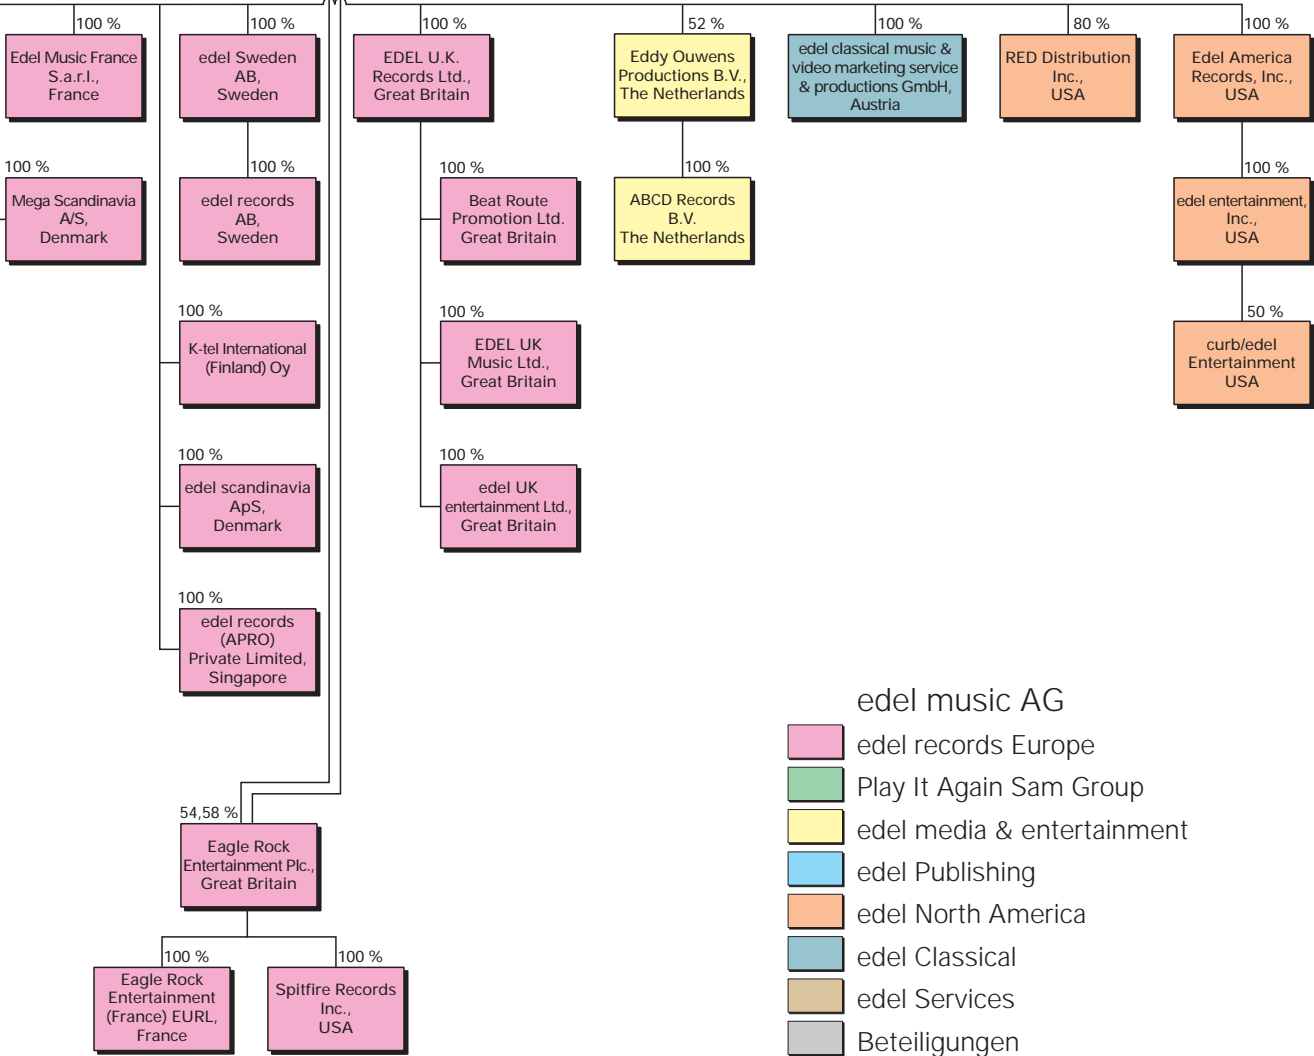 100 %
Edel Music France
S.a.r.l.,
France
100 %
edel Sweden
AB,
Sweden
100 %
EDEL U.K.
Records Ltd.,
Great Britain
52 %
Eddy Ouwens
Productions B.V.,
The Netherlands
100 %
edel classical music &
video marketing service
& productions GmbH,
Austria
80 %
RED Distribution
Inc.,
USA
100 %
Edel America
Records, Inc.,
USA
100 %
Mega Scandinavia
A/S,
Denmark
100 %
edel records
AB,
Sweden
100 %
Beat Route
Promotion Ltd.
Great Britain
100 %
ABCD Records
B.V.
The Netherlands
100 %
edel entertainment,
Inc.,
USA
100 %
K-tel International
(Finland) Oy
100 %
EDEL UK
Music Ltd.,
Great Britain
50 %
curb/edel
Entertainment
USA
100 %
edel scandinavia
ApS,
Denmark
100 %
edel UK
entertainment Ltd.,
Great Britain
100 %
edel records
(APRO)
Private Limited,
Singapore
54,58 %
Eagle Rock
Entertainment Plc.,
Great Britain
100 %
Eagle Rock
Entertainment
(France) EURL,
France
100 %
Spitfire Records
Inc.,
USA
edel music AG
edel records Europe
Play It Again Sam Group
edel media & entertainment
edel Publishing
edel North America
edel Classical
edel Services
Beteiligungen